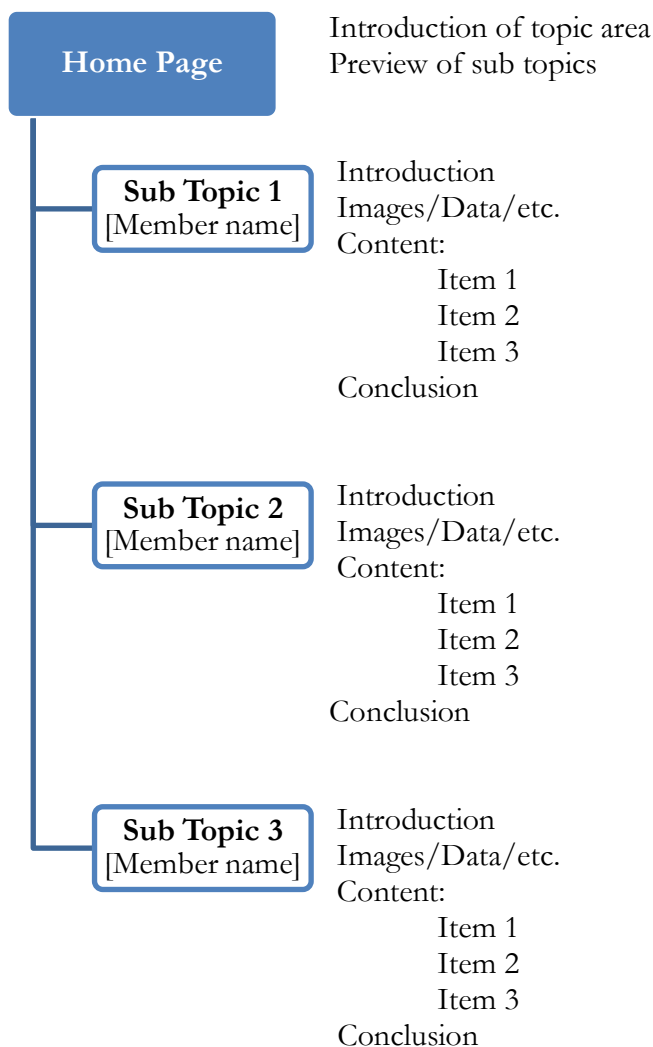 Home Page
Introduction of topic area
Preview of sub topics
Sub Topic 1
[Member name]
Introduction
Images/Data/etc.
Content:
Item 1
Item 2
Item 3
Conclusion
Sub Topic 2
[Member name]
Introduction
Images/Data/etc.
Content:
Item 1
Item 2
Item 3
Conclusion
Sub Topic 3
[Member name]
Introduction
Images/Data/etc.
Content:
Item 1
Item 2
Item 3
Conclusion